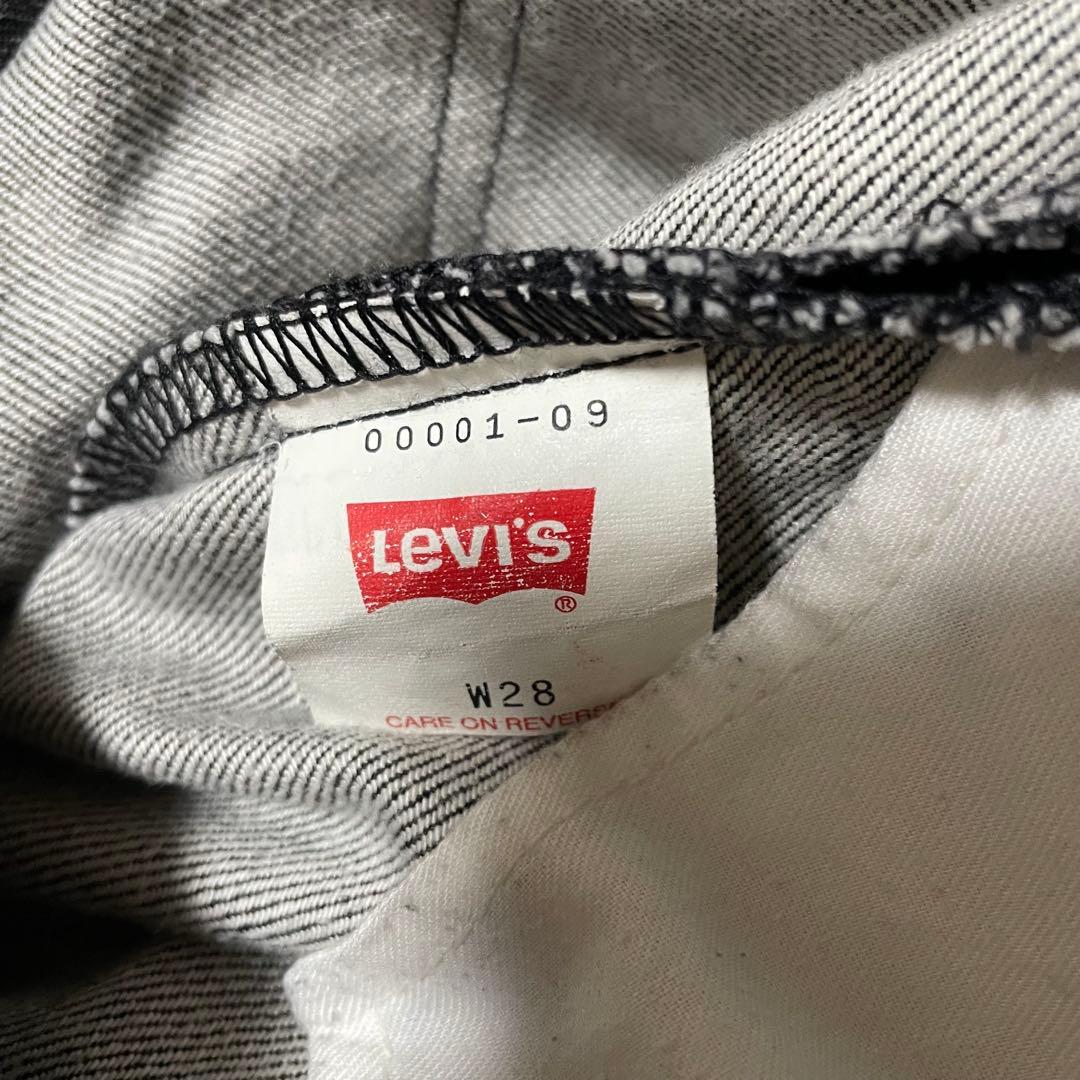 00001-09
Levi's
®
W28
CARE ON REVERSE